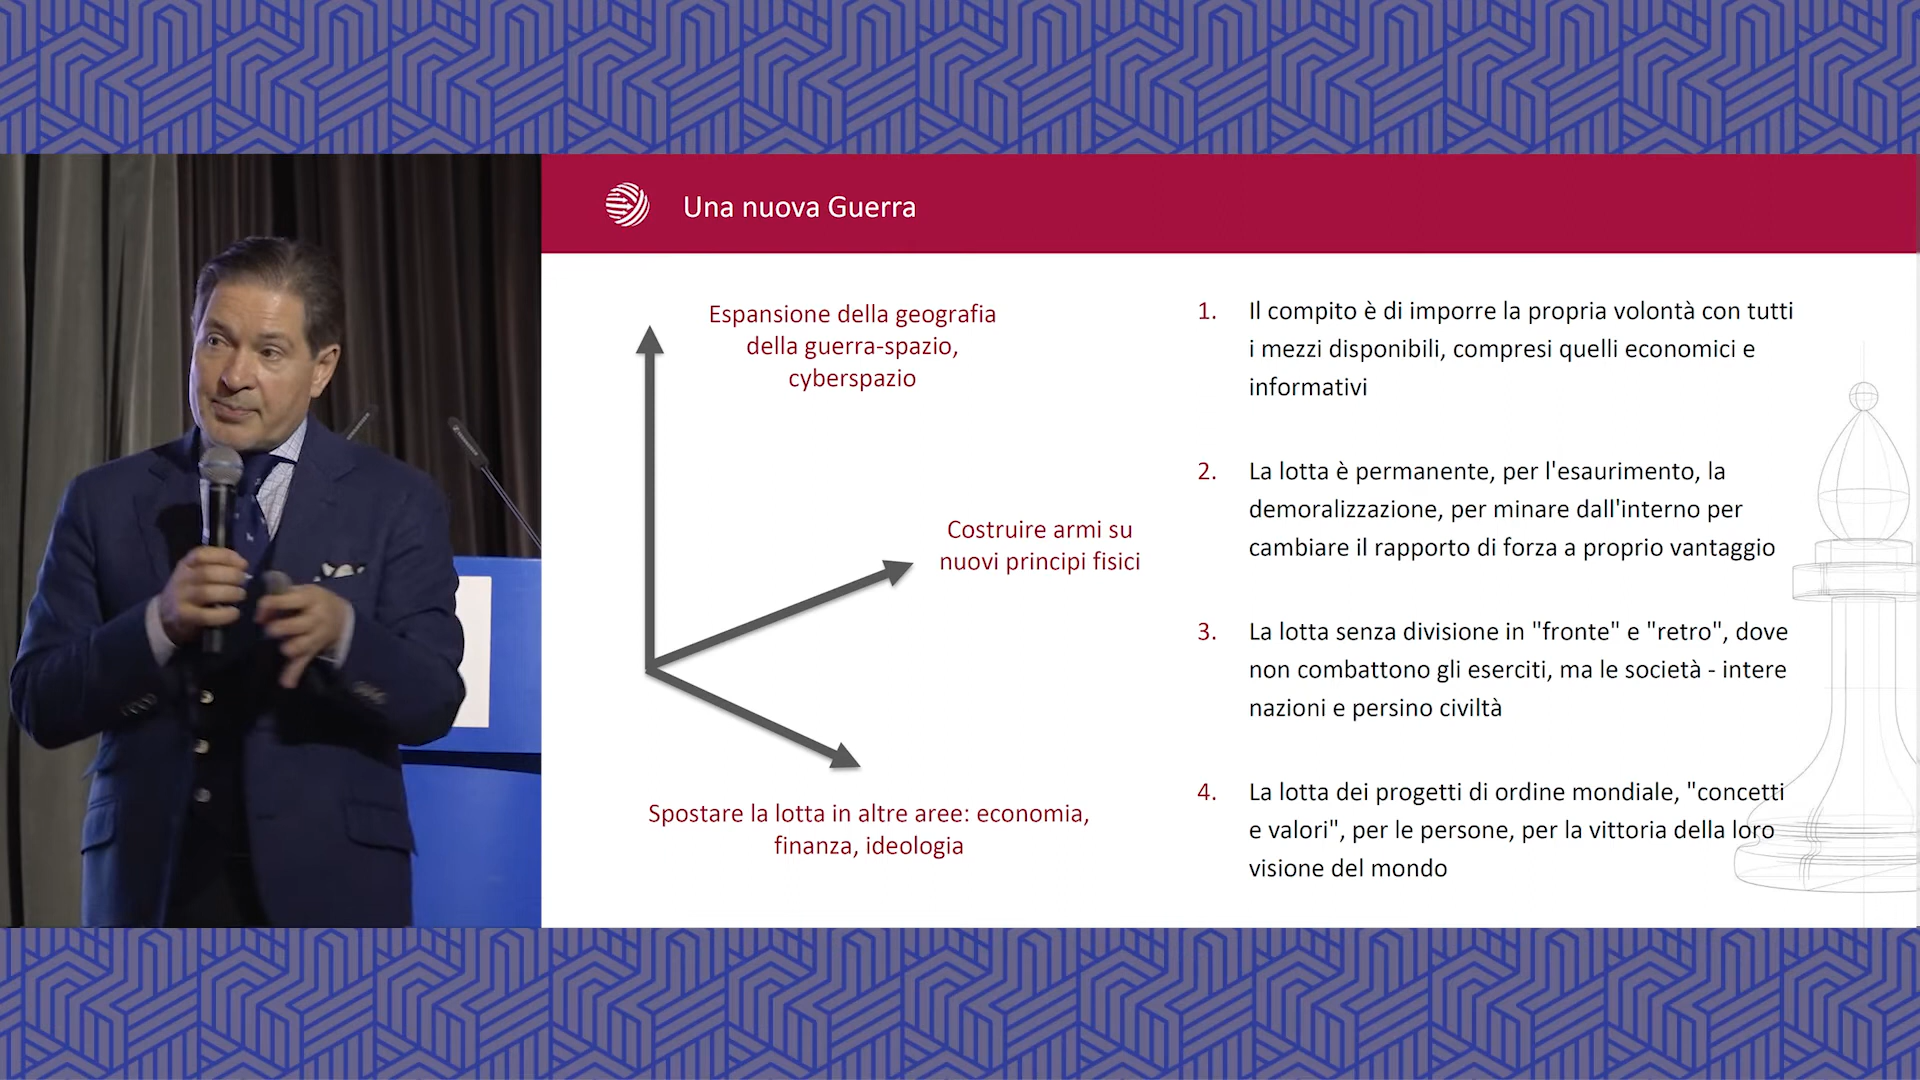 Una nuova Guerra
Espansione della geografia
della guerra-spazio,
cyberspazio
Costruire armi su
nuovi principi fisici
Spostare la lotta in altre aree: economia,
finanza, ideologia
1. Il compito è di imporre la propria volontà con tutti
i mezzi disponibili, compresi quelli economici e
informativi
2. La lotta è permanente, per l'esaurimento, la
demoralizzazione, per minare dall'interno per
cambiare il rapporto di forza a proprio vantaggio
3. La lotta senza divisione in "fronte" e "retro", dove
non combattono gli eserciti, ma le società - intere
nazioni e persino civiltà
4. La lotta dei progetti di ordine mondiale, "concetti
e valori", per le persone, per la vittoria della loro
visione del mondo